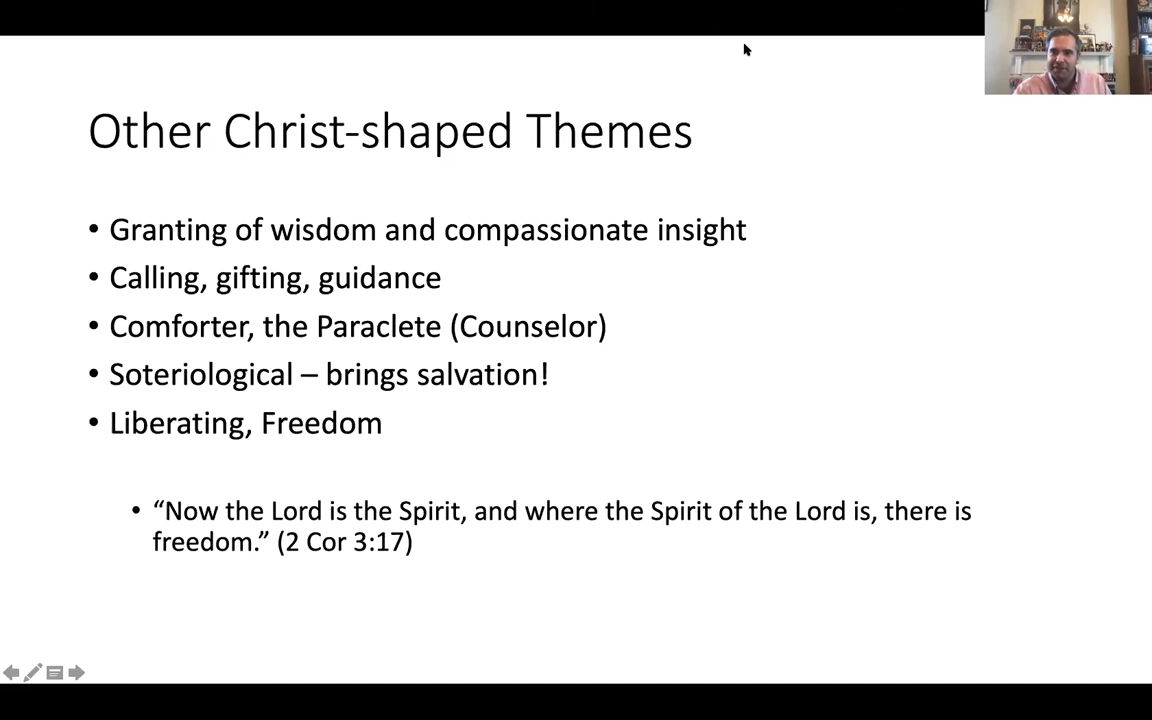 Other Christ-shaped Themes
• Granting of wisdom and compassionate insight
• Calling, gifting, guidance
• Comforter, the Paraclete (Counselor)
• Soteriological – brings salvation!
• Liberating, Freedom
• “Now the Lord is the Spirit, and where the Spirit of the Lord is, there is
freedom.” (2 Cor 3:17)